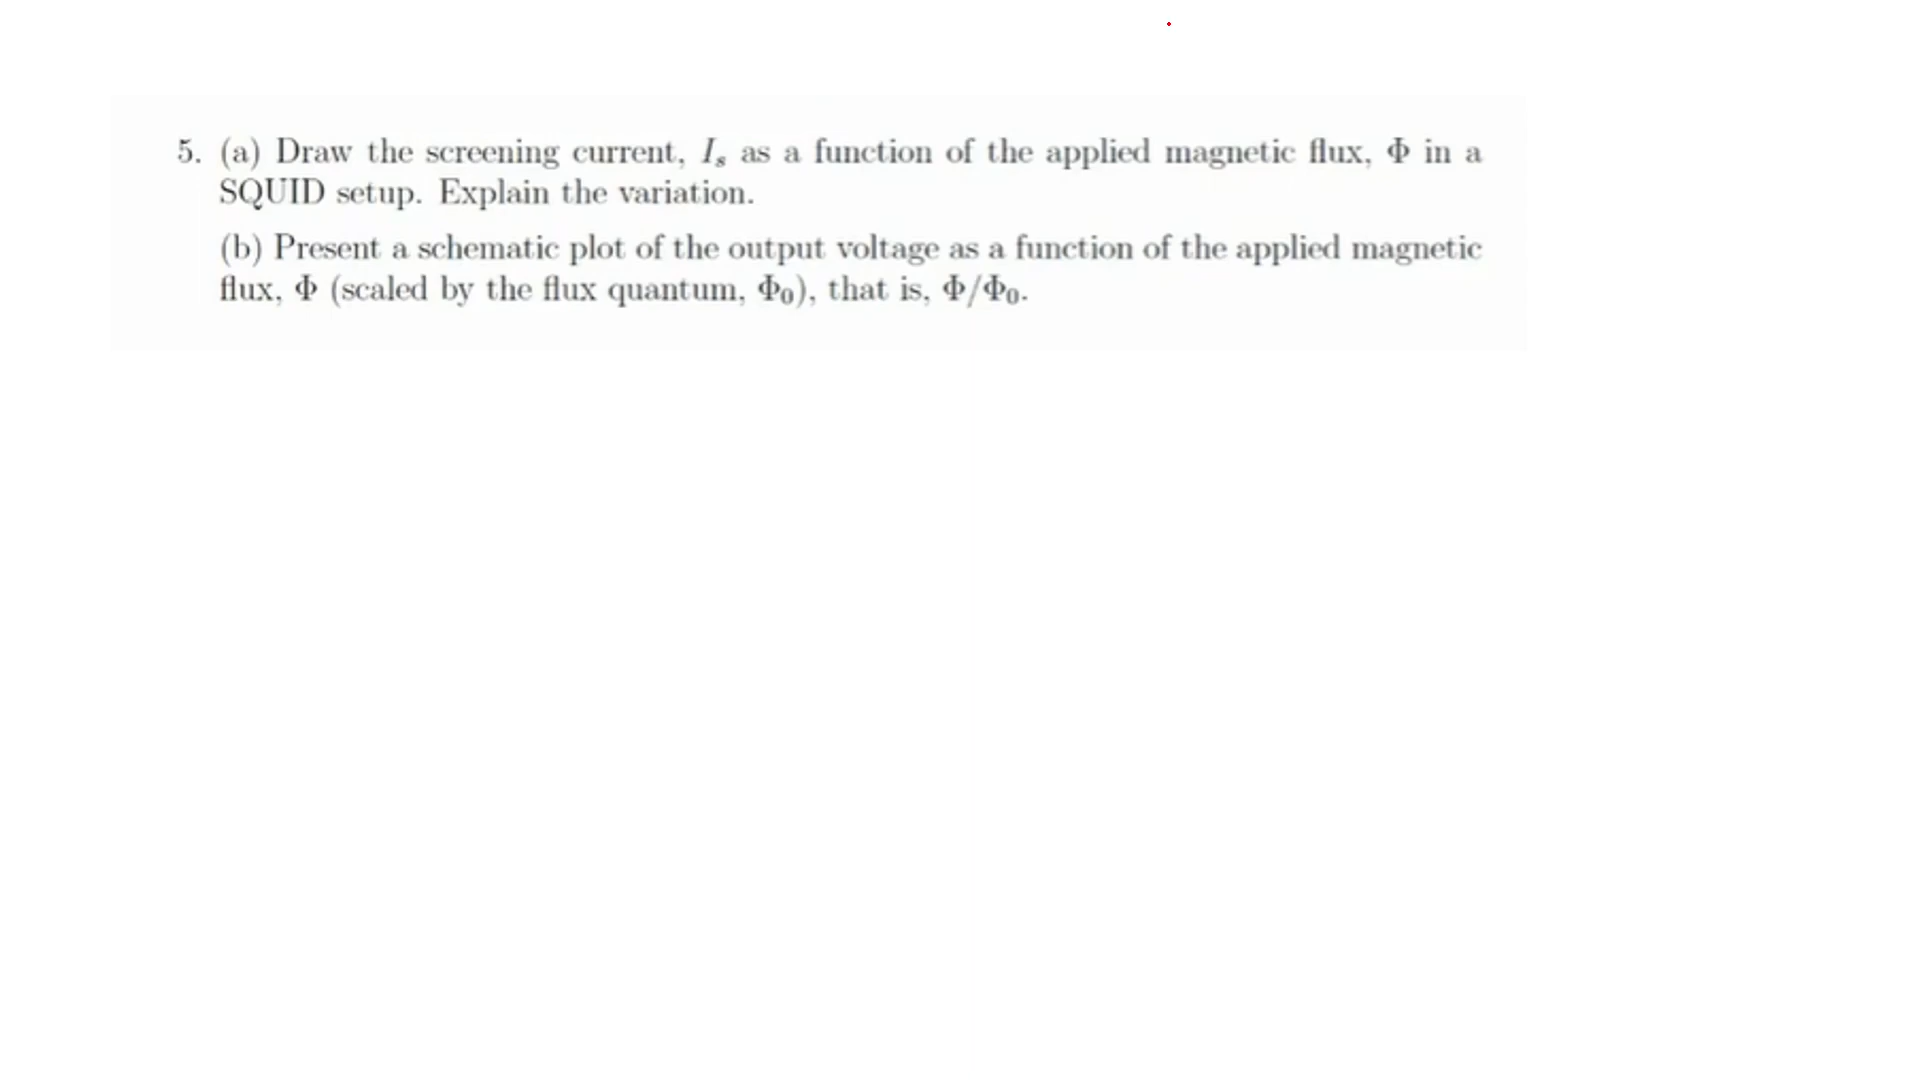 5. (a) Draw the screening current, Iₛ as a function of the applied magnetic flux, Φ in a
SQUID setup. Explain the variation.
(b) Present a schematic plot of the output voltage as a function of the applied magnetic
flux, Φ (scaled by the flux quantum, Φ₀), that is, Φ/Φ₀.